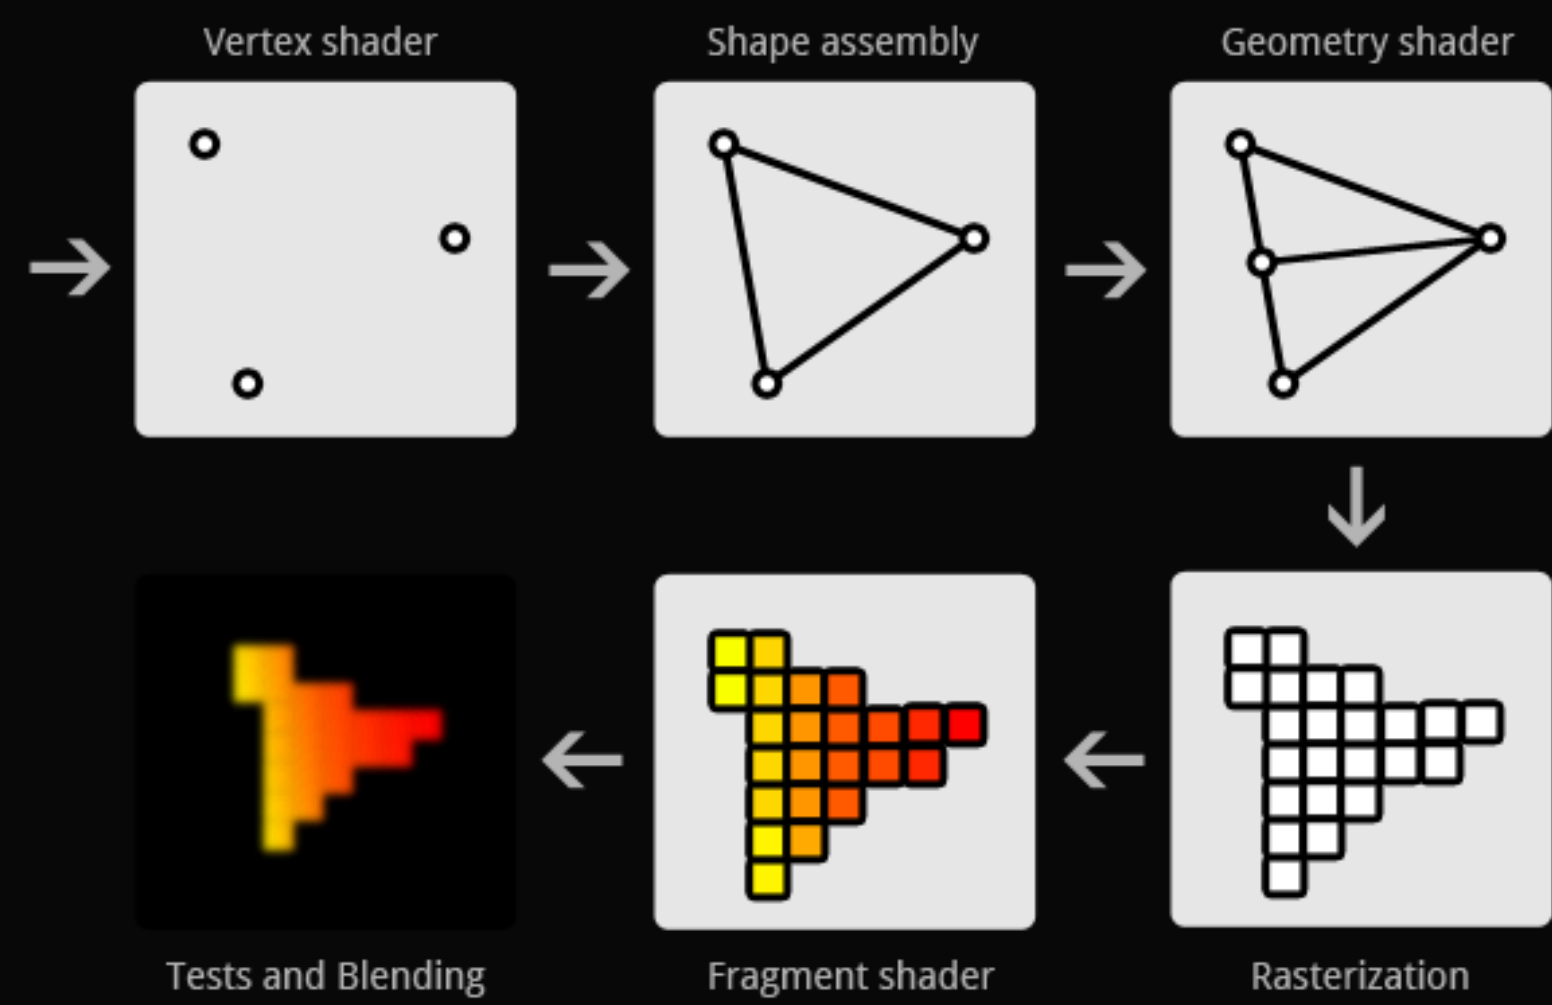 Vertex shader
Shape assembly
Geometry shader
Tests and Blending
Fragment shader
Rasterization